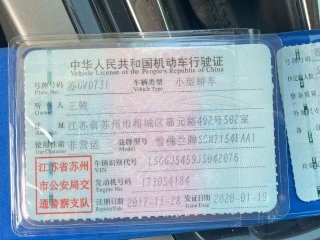 中华人民共和国机动车行驶证
Vehicle License of the People's Republic of China
号牌号码 苏GVD731 车辆类型 小型轿车
Plate No. Vehicle Type
所有人 王骏
Owner
住址 江苏省苏州市相城区嘉元路492号502室
Address
使用性质 非营运 品牌型号 雪佛兰牌SGM7154EAA1
Use Character Model
江苏省苏州
市公安局交
通警察支队
车辆识别代号 LSGGJ5459JS042076
VIN
发动机号码 173054184
Engine No.
注册日期 2017-11-28 发证日期 2020-01-19
Register Date Issue Date